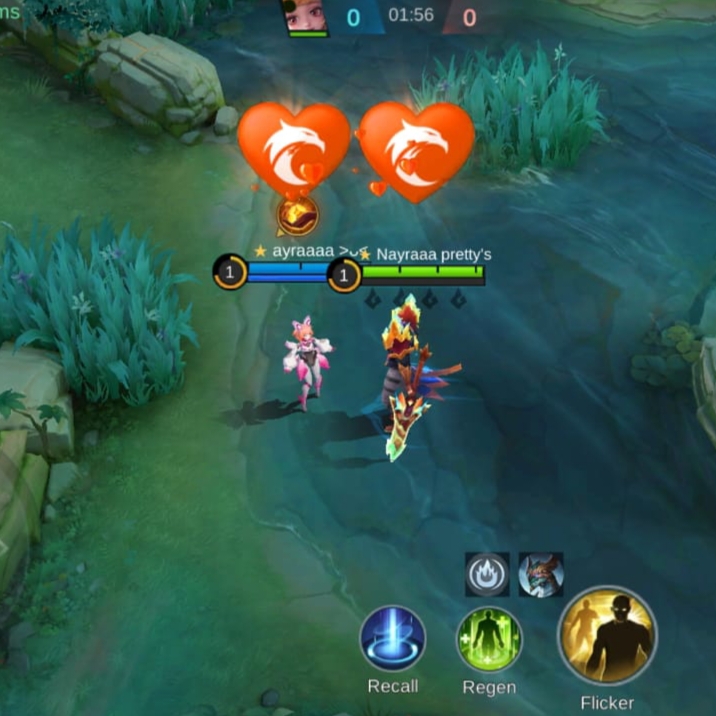 ms
0 01:56 0
ayraaaa
Nayraaa pretty's
1 1
Recall
Regen
Flicker